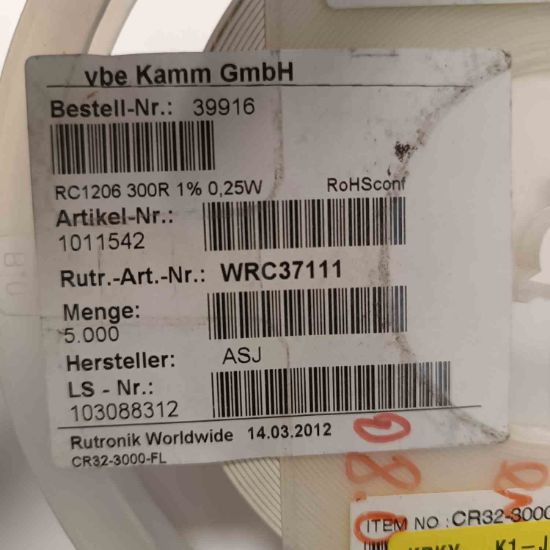 vbe Kamm GmbH
Bestell-Nr.: 39916
RC1206 300R 1% 0,25W RoHSconf
Artikel-Nr.:
1011542
Rutr.-Art.-Nr.: WRC37111
Menge:
5.000
Hersteller: ASJ
LS - Nr.:
103088312
Rutronik Worldwide 14.03.2012
CR32-3000-FL
ITEM NO :CR32-3000
K1-J